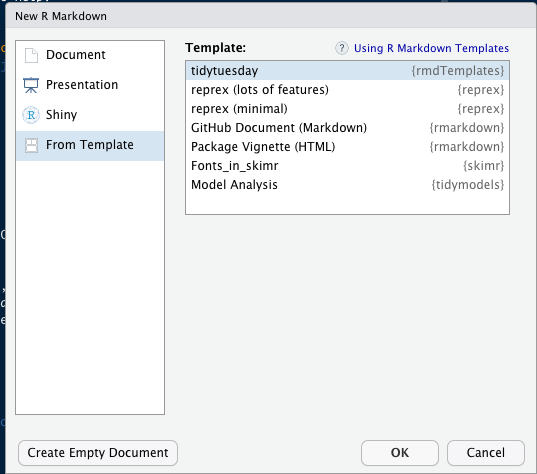 New R Markdown
Document
Presentation
Shiny
From Template
Template:
? Using R Markdown Templates
tidytuesday {rmdTemplates}
reprex (lots of features) {reprex}
reprex (minimal) {reprex}
GitHub Document (Markdown) {rmarkdown}
Package Vignette (HTML) {rmarkdown}
Fonts_in_skimr {skimr}
Model Analysis {tidymodels}
Create Empty Document
OK
Cancel